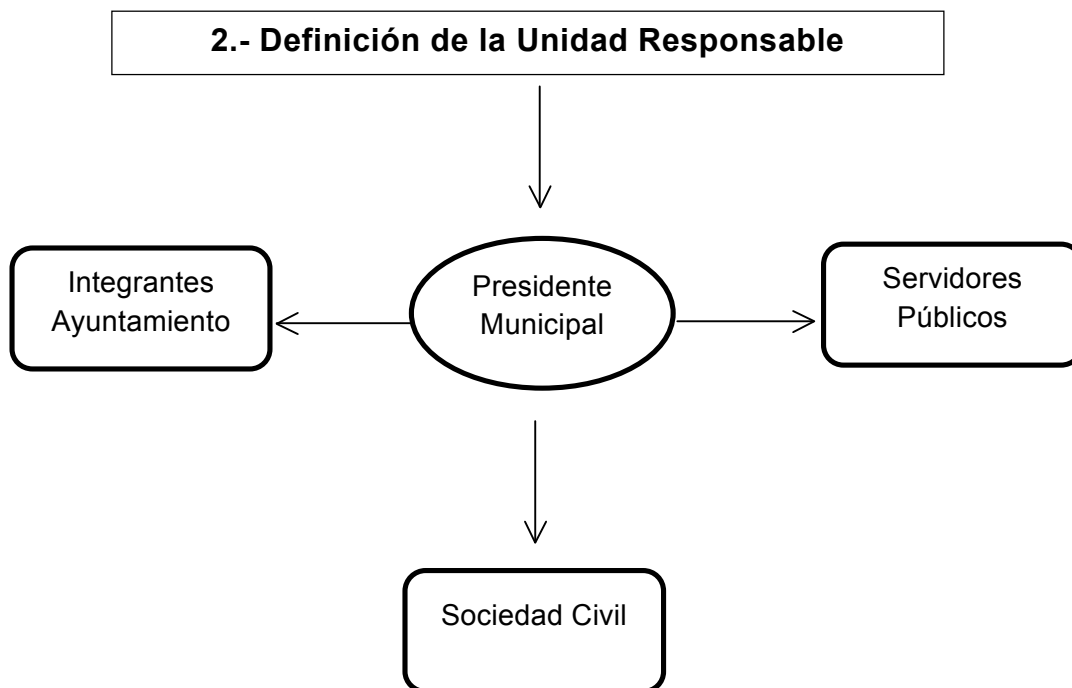 2.- Definición de la Unidad Responsable
Integrantes
Ayuntamiento
Presidente
Municipal
Servidores
Públicos
Sociedad Civil